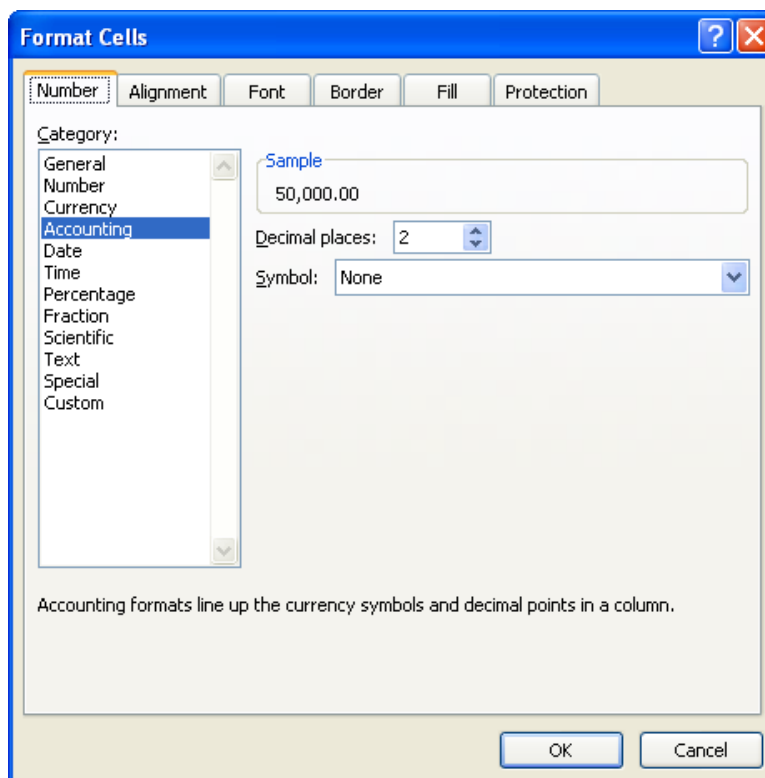 Format Cells
Number Alignment Font Border Fill Protection
Category:
General
Number
Currency
Accounting
Date
Time
Percentage
Fraction
Scientific
Text
Special
Custom
Sample
50,000.00
Decimal places: 2
Symbol: None
Accounting formats line up the currency symbols and decimal points in a column.
OK Cancel